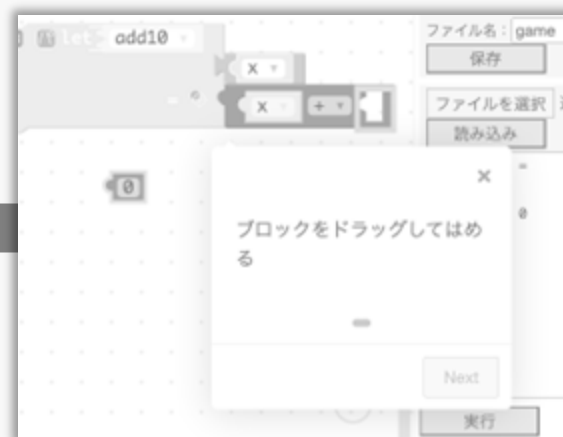 let add10
ファイル名: game
x
保存
x + 
ファイルを選択
読み込み
=
0
0
×
ブロックをドラッグしてはめ
る
Next
実行